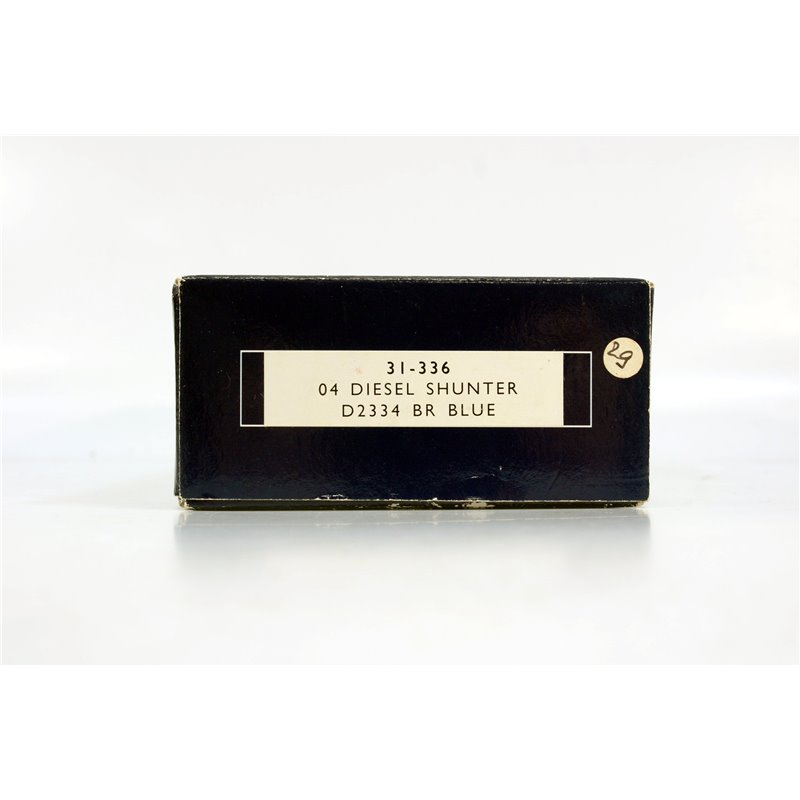 31-336
04 DIESEL SHUNTER
D2334 BR BLUE
29